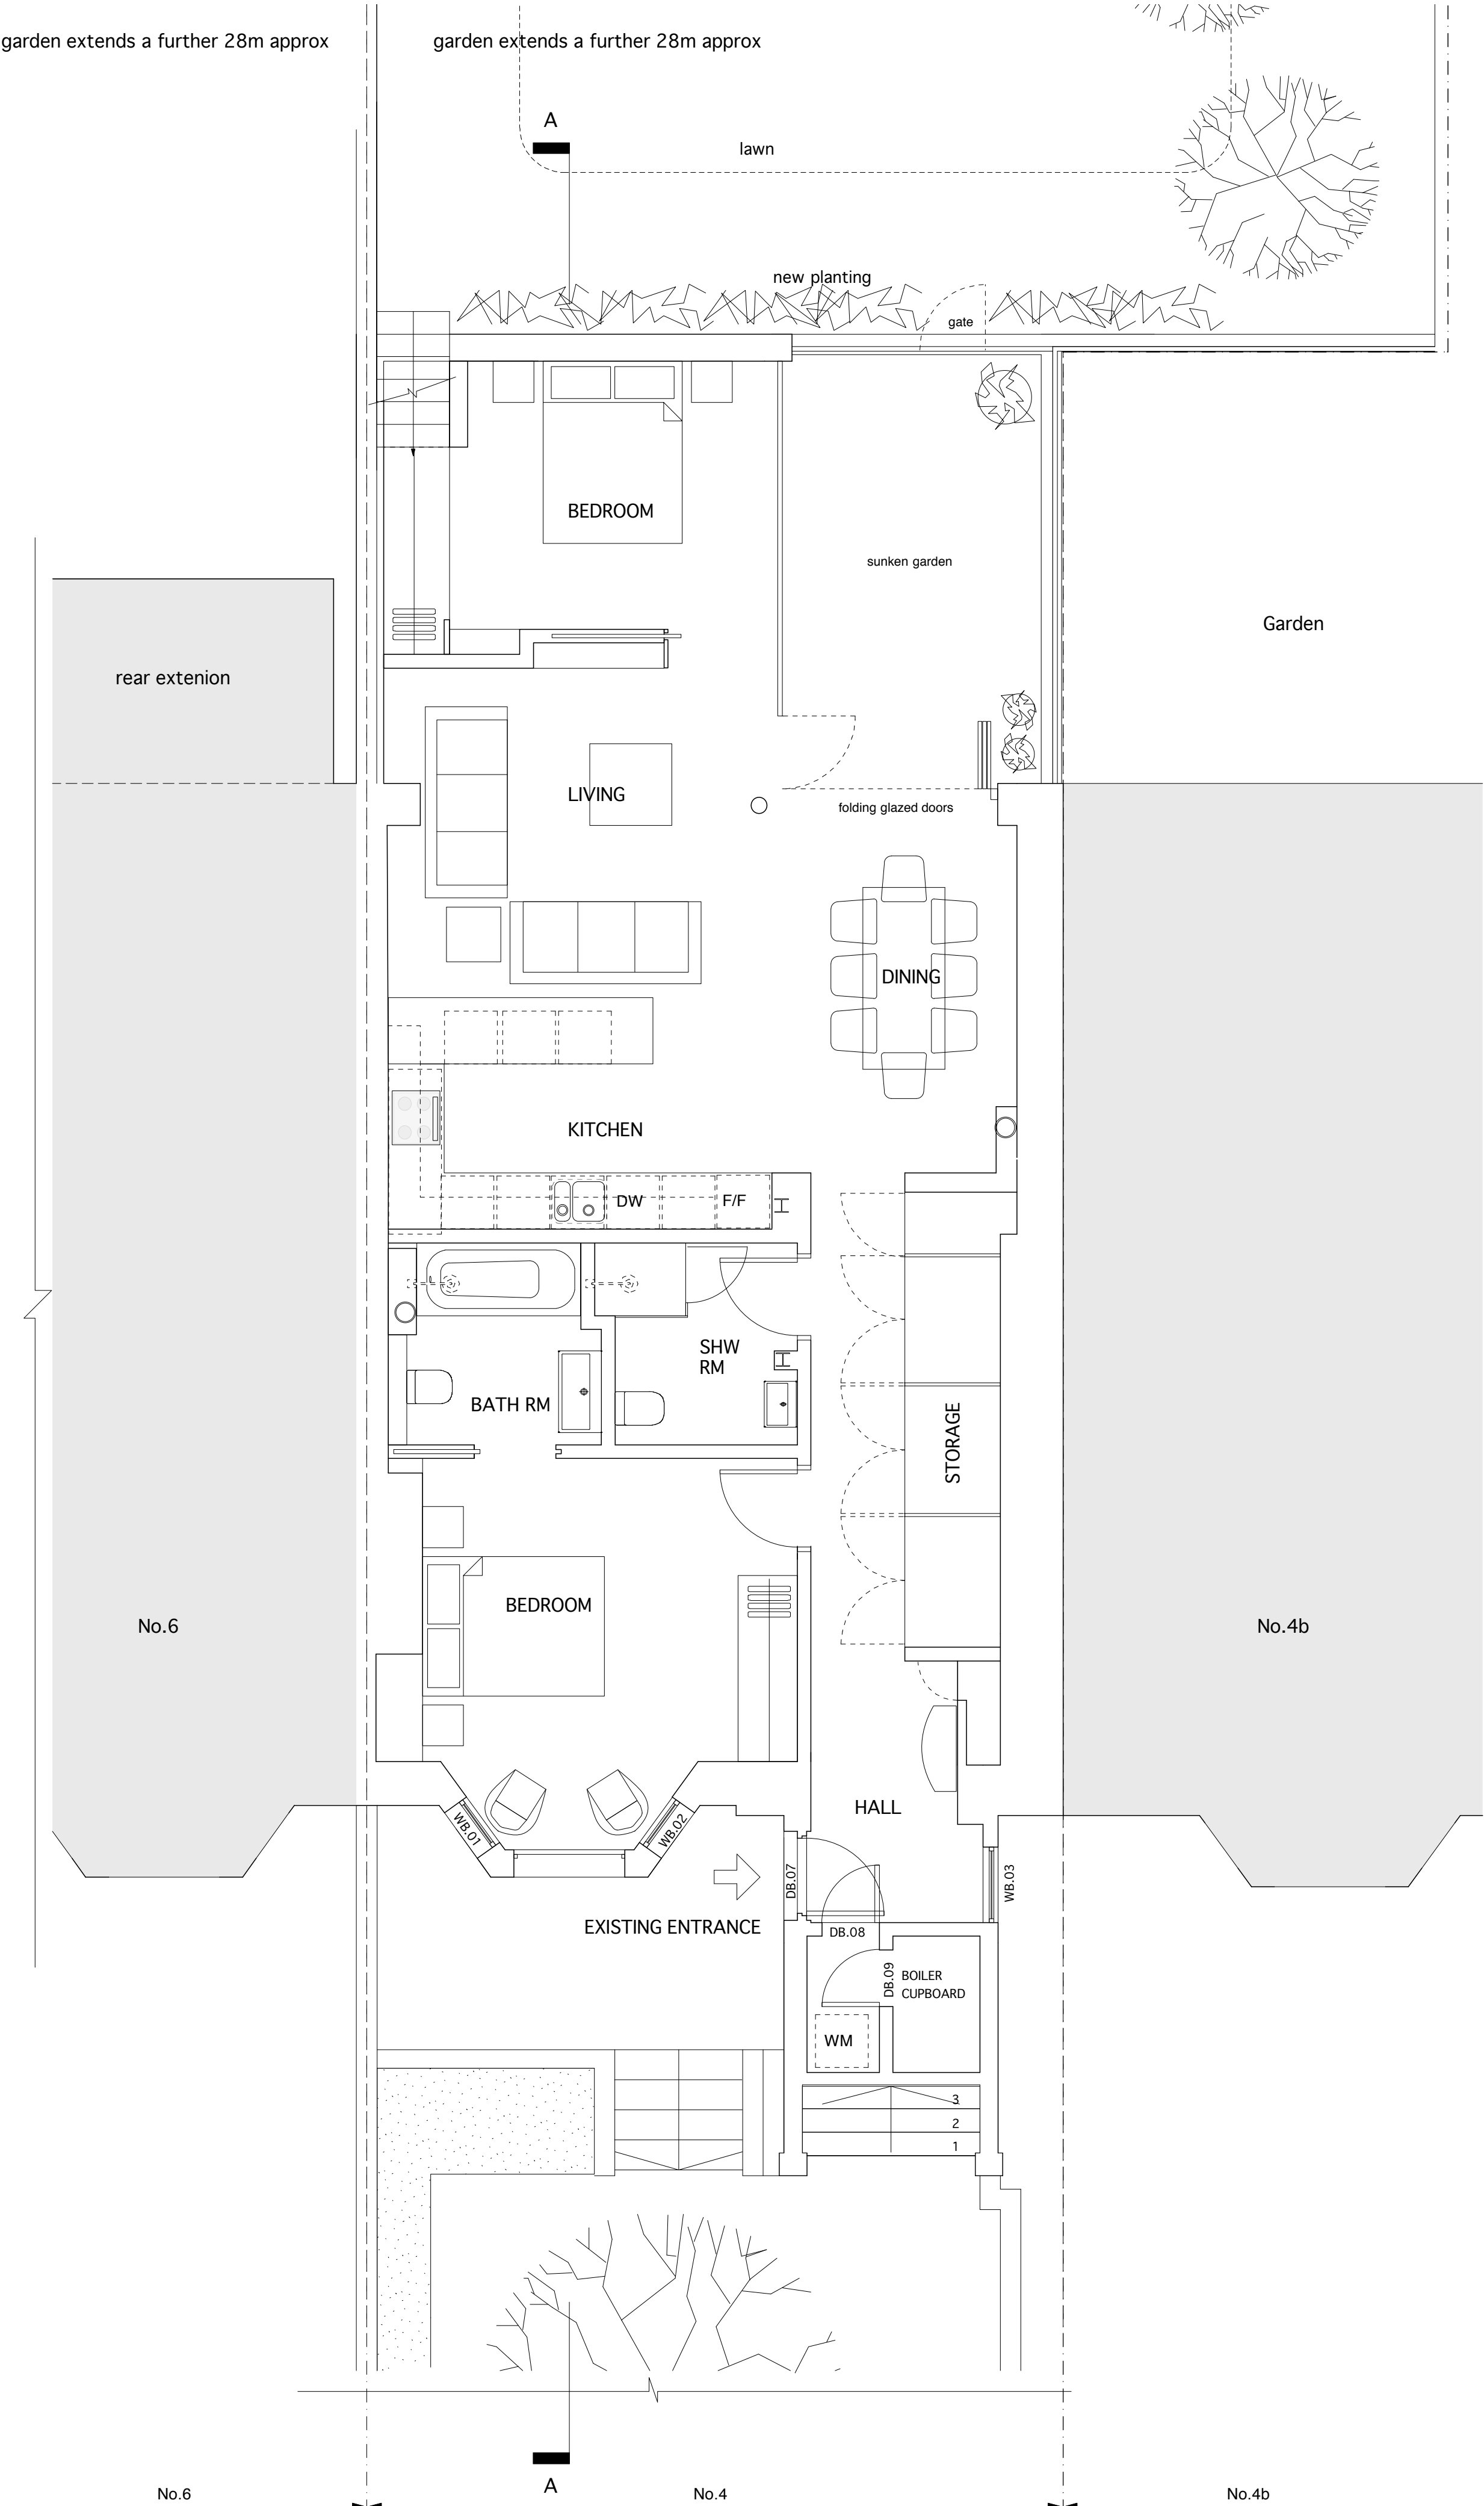 garden extends a further 28m approx
garden extends a further 28m approx
A
lawn
new planting
gate
BEDROOM
sunken garden
Garden
rear extenion
LIVING
folding glazed doors
DINING
KITCHEN
DW
F/F
SHW
RM
BATH RM
STORAGE
BEDROOM
No.6
No.4b
HALL
WB.01
WB.02
DB.07
WB.03
EXISTING ENTRANCE
DB.08
DB.09
BOILER
CUPBOARD
WM
3
2
1
A
No.6
No.4
No.4b